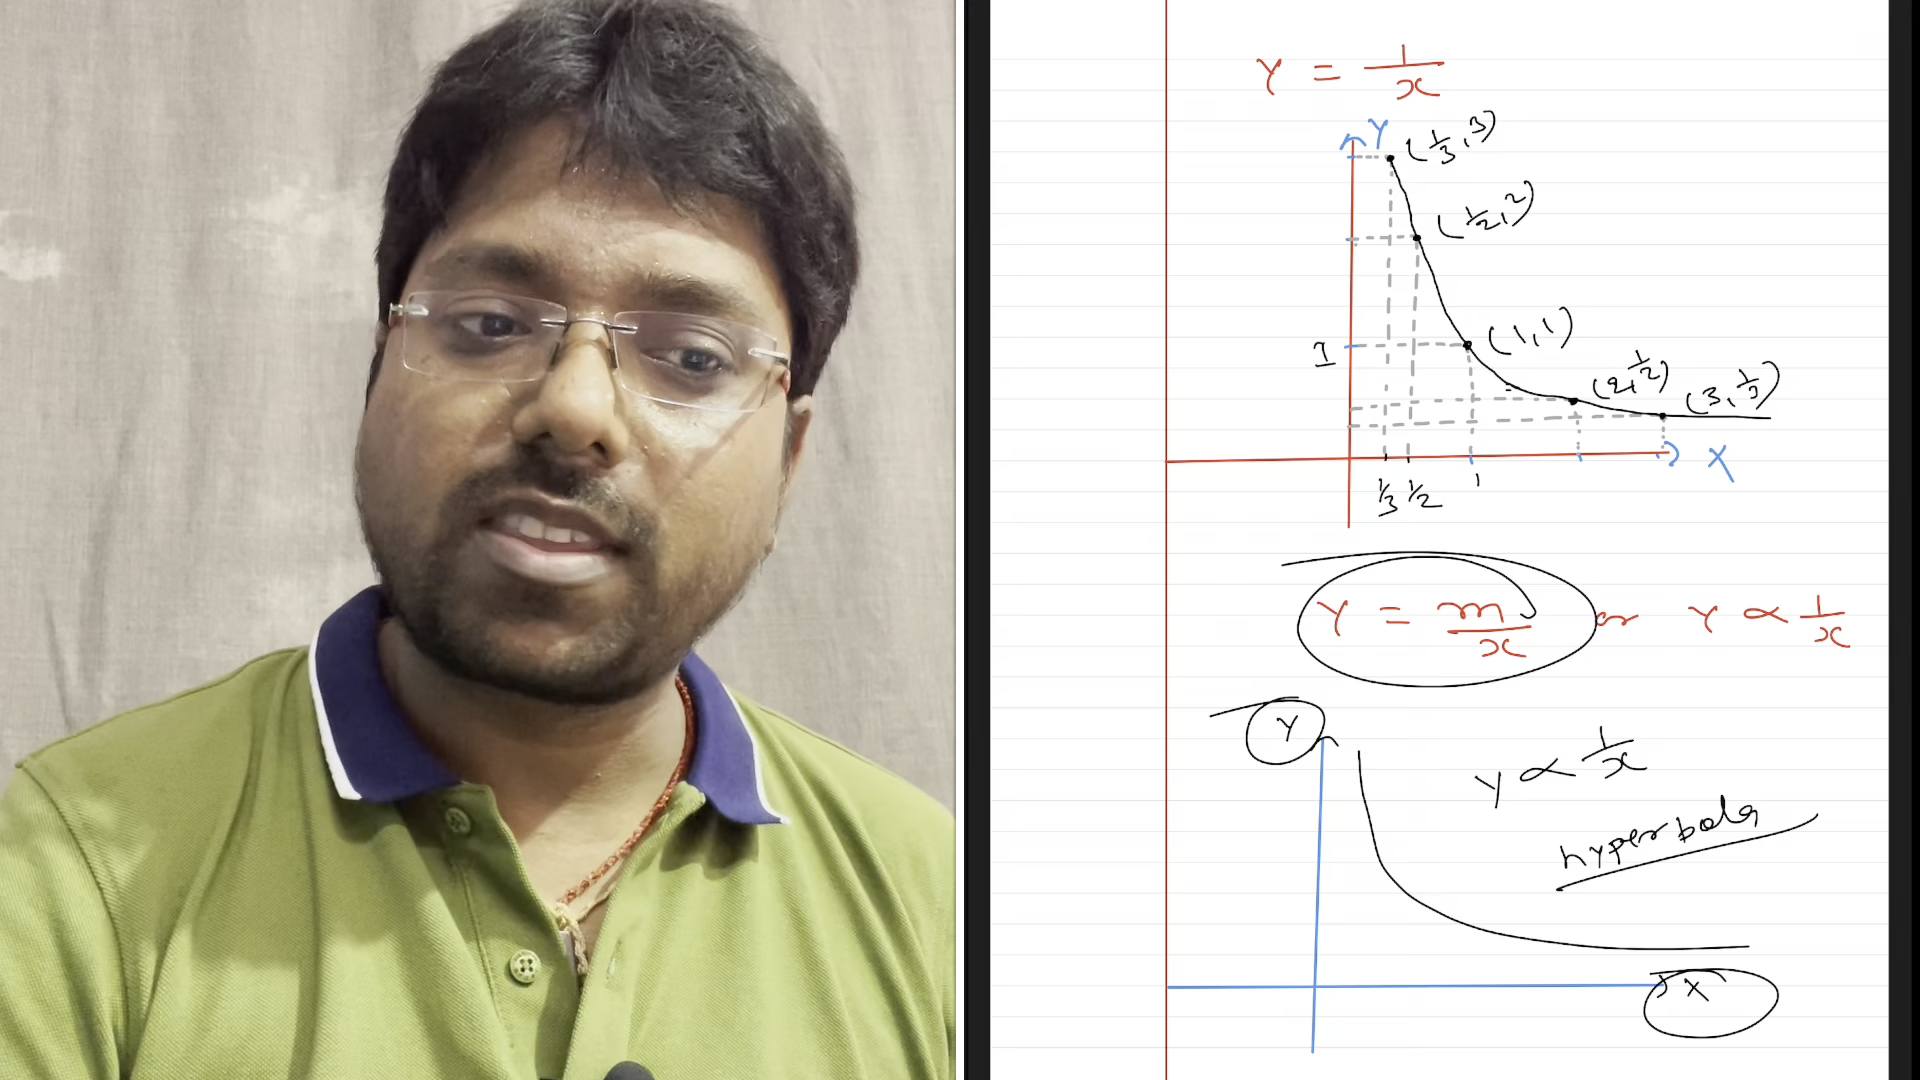 Y = 1/x
Y
(1/3, 3)
(1/2, 2)
(1, 1)
1
(2, 1/2)
(3, 1/3)
X
1/3 1/2 1
Y = m/x or Y ∝ 1/x
Y
y ∝ 1/x
hyperbola
X